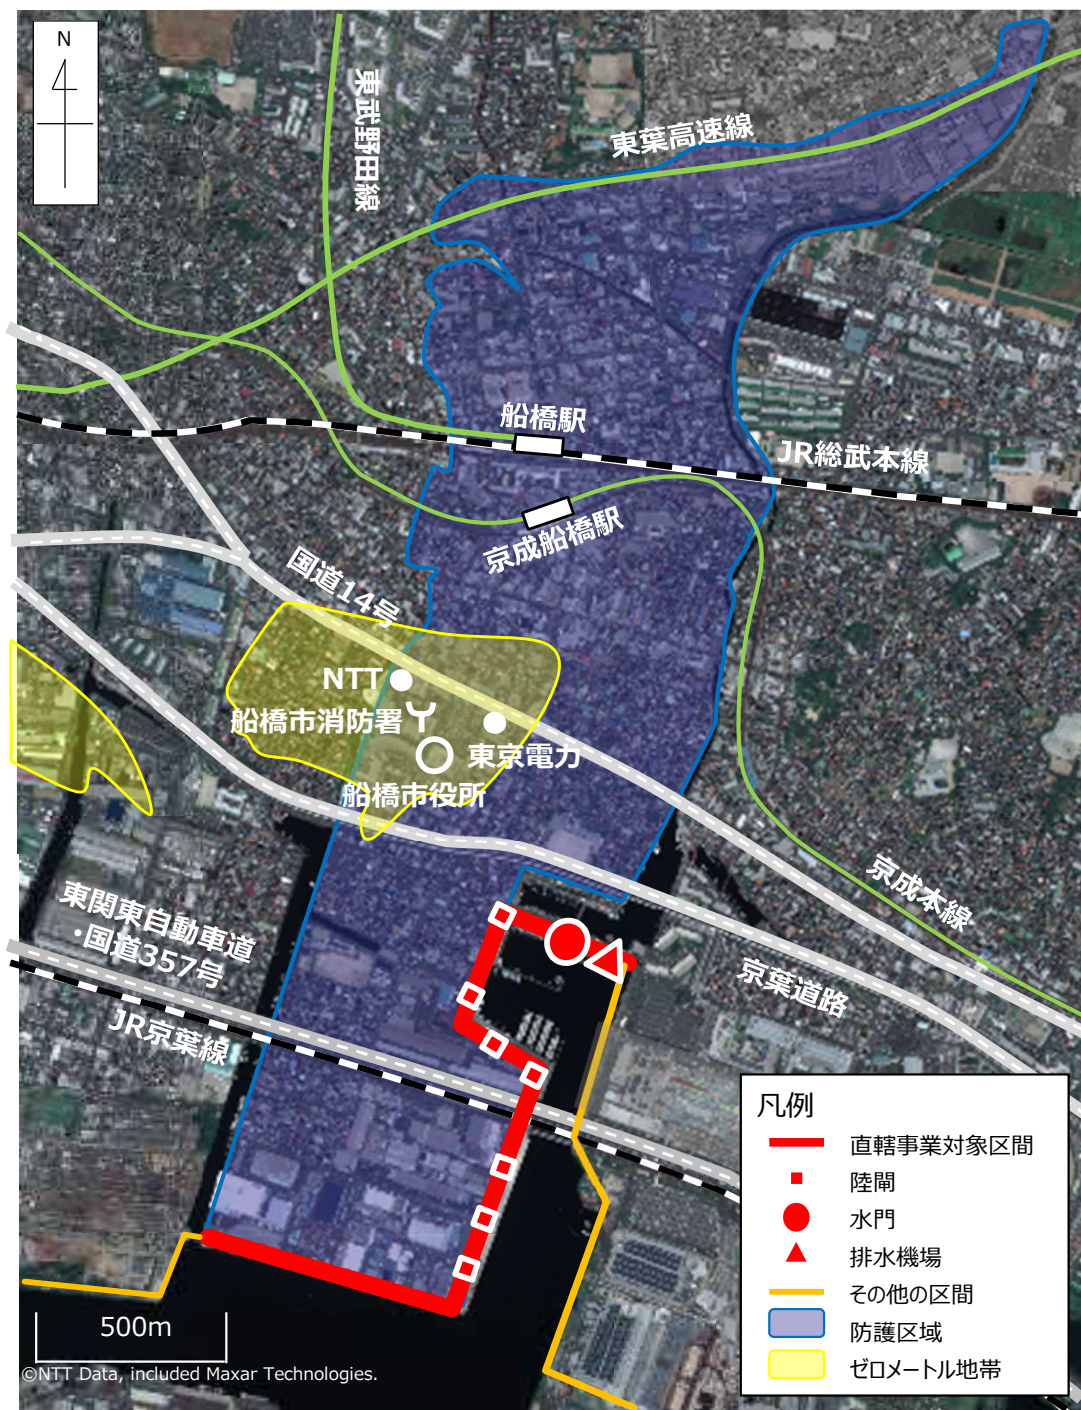 N
東武野田線
東葉高速線
船橋駅
JR総武本線
京成船橋駅
国道14号
NTT
船橋市消防署
東京電力
船橋市役所
京成本線
東関東自動車道
・国道357号
京葉道路
JR京葉線
凡例
直轄事業対象区間
陸閘
水門
排水機場
その他の区間
防護区域
ゼロメートル地帯
500m
©NTT Data, included Maxar Technologies.